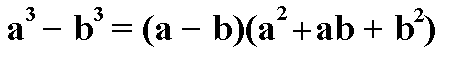 a³ − b³ = (a − b)(a² + ab + b²)